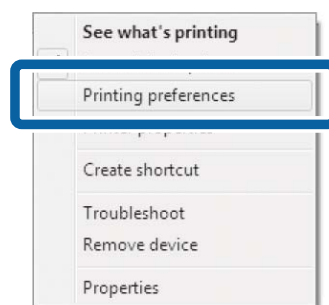 See what's printing
Printing preferences
Create shortcut
Troubleshoot
Remove device
Properties